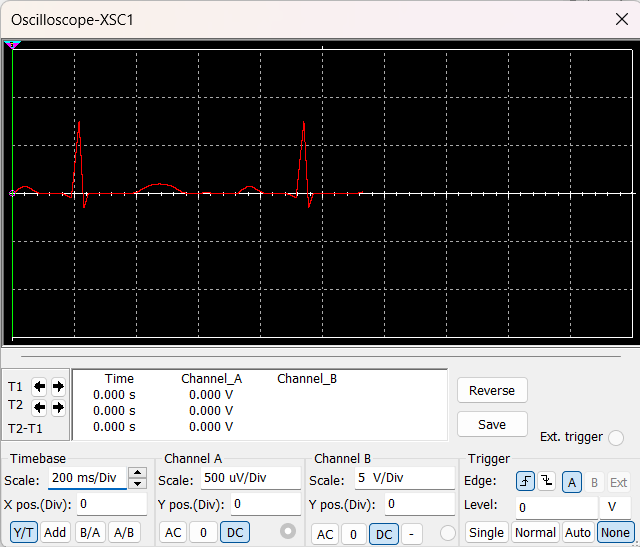 Oscilloscope-XSC1
Time Channel_A Channel_B
T1 0.000 s 0.000 V
T2 0.000 s 0.000 V
T2-T1 0.000 s 0.000 V
Reverse
Save
Ext. trigger
Timebase
Scale: 200 ms/Div
X pos.(Div): 0
Y/T Add B/A A/B
Channel A
Scale: 500 uV/Div
Y pos.(Div): 0
AC 0 DC
Channel B
Scale: 5 V/Div
Y pos.(Div): 0
AC 0 DC -
Trigger
Edge: A B Ext
Level: 0 V
Single Normal Auto None